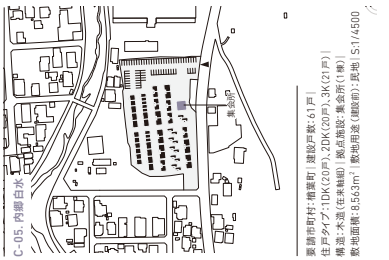 C-05. 内郷白水
集会所
要請市町村：楢葉町｜建設戸数：61戸｜
住戸タイプ：1DK(20戸)、2DK(20戸)、3K(21戸)｜
構造：木造(在来軸組)｜拠点施設：集会所(1棟)｜
敷地面積：8,563m²｜敷地用途(建設前)：民地｜S:1/4500